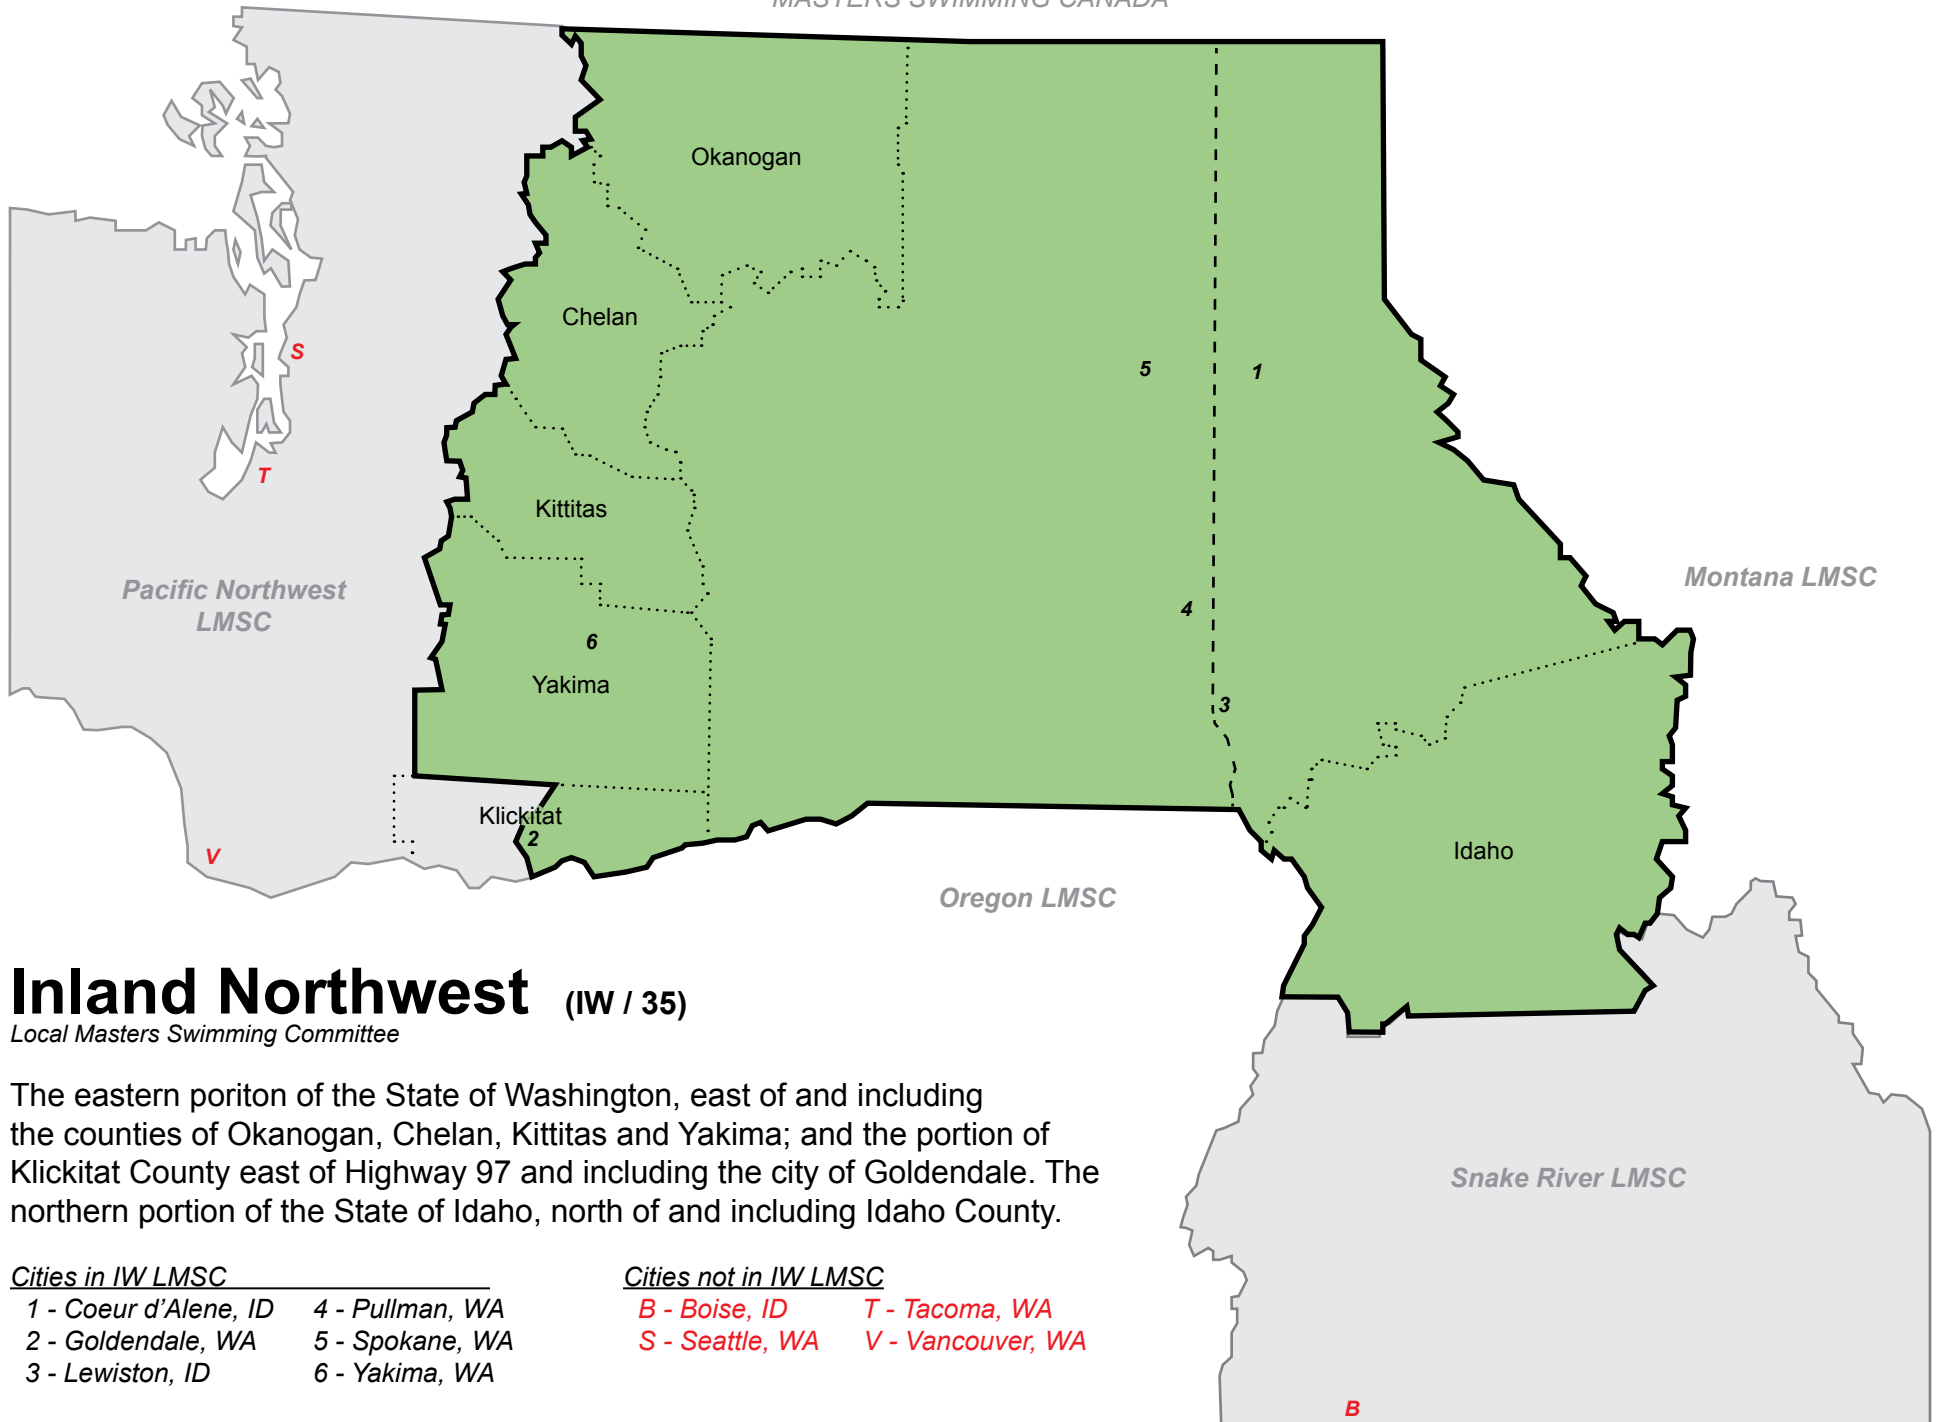 MASTERS SWIMMING CANADA
Okanogan
Chelan
S
5
1
T
Kittitas
Pacific Northwest
LMSC
Montana LMSC
4
6
Yakima
3
Klickitat
2
V
Idaho
Oregon LMSC
Inland Northwest (IW / 35)
Local Masters Swimming Committee
The eastern poriton of the State of Washington, east of and including
the counties of Okanogan, Chelan, Kittitas and Yakima; and the portion of
Klickitat County east of Highway 97 and including the city of Goldendale. The
northern portion of the State of Idaho, north of and including Idaho County.
Snake River LMSC
Cities in IW LMSC
1 - Coeur d'Alene, ID
2 - Goldendale, WA
3 - Lewiston, ID
4 - Pullman, WA
5 - Spokane, WA
6 - Yakima, WA
Cities not in IW LMSC
B - Boise, ID
S - Seattle, WA
T - Tacoma, WA
V - Vancouver, WA
B